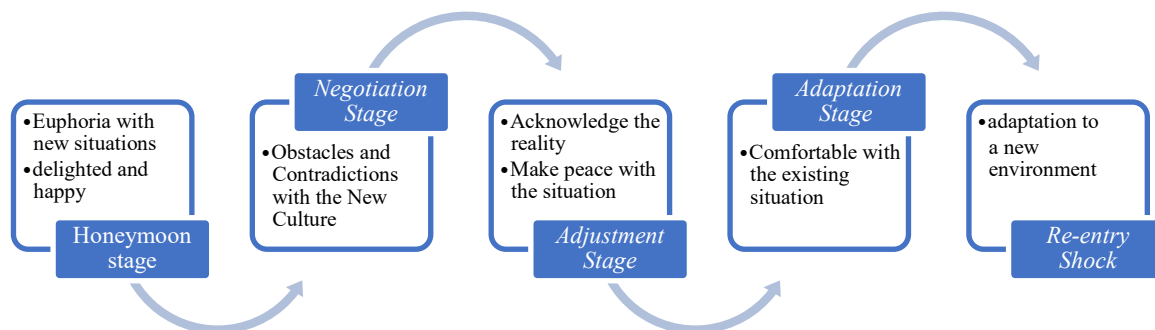 •Euphoria with
new situations
•delighted and
happy
Honeymoon
stage
Negotiation
Stage
•Obstacles and
Contradictions
with the New
Culture
•Acknowledge the
reality
•Make peace with
the situation
Adjustment
Stage
Adaptation
Stage
•Comfortable with
the existing
situation
•adaptation to
a new
environment
Re-entry
Shock